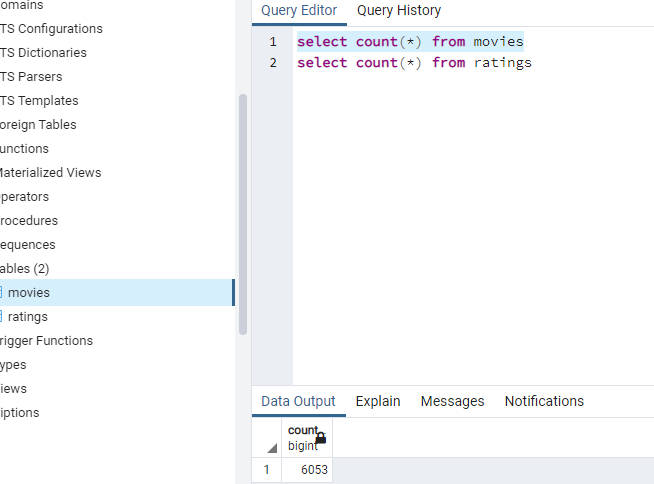 omains
TS Configurations
TS Dictionaries
TS Parsers
TS Templates
oreign Tables
unctions
Materialized Views
perators
rocedures
equences
ables (2)
movies
ratings
rigger Functions
ypes
iews
iptions
Query Editor Query History
1 select count(*) from movies
2 select count(*) from ratings
Data Output Explain Messages Notifications
count
bigint
1 6053